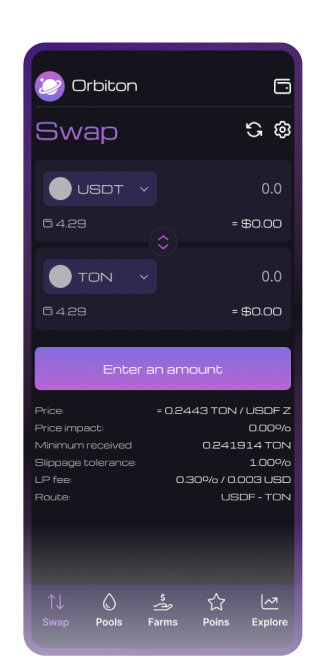 Orbiton
Swap
USDT 0.0
4.29 = $0.00
TON 0.0
4.29 = $0.00
Enter an amount
Price: = 0.2443 TON / USDF Z
Price impact: 0.00%
Minimum received 0.241914 TON
Slippage tolerance: 1.00%
LP fee: 0.30% / 0.003 USD
Route: USDF - TON
Swap Pools Farms Poins Explore